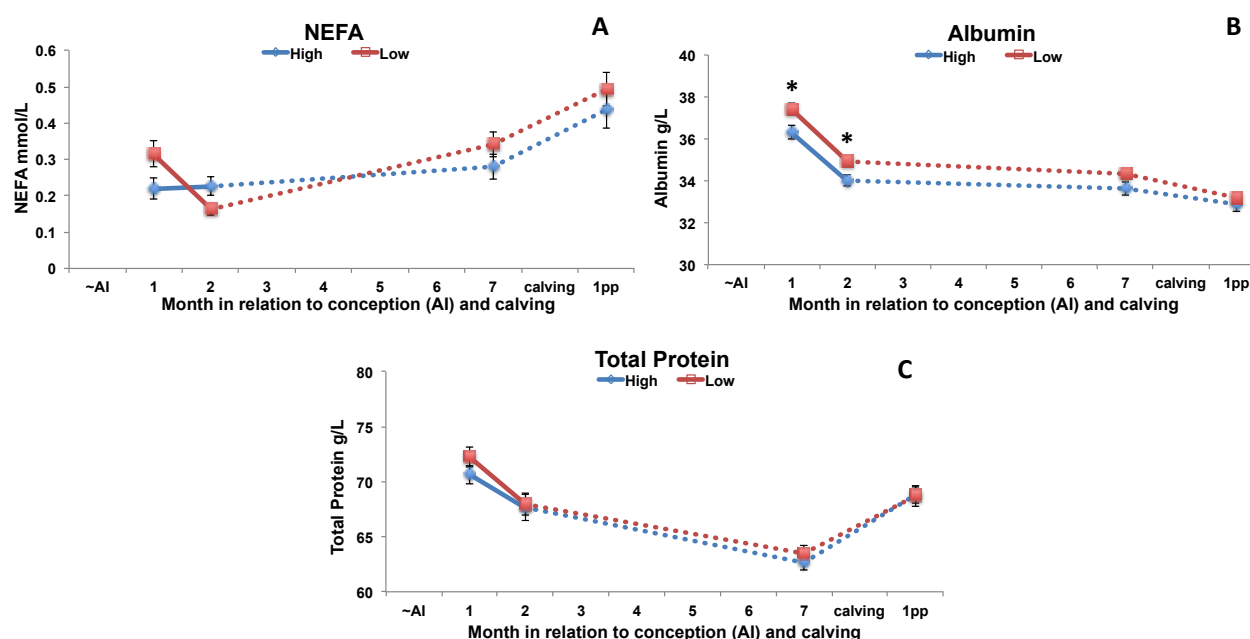 NEFA
A
High Low
0.6
0.5
0.4
0.3
0.2
0.1
0
NEFA mmol/L
~AI 1 2 3 4 5 6 7 calving 1pp
Month in relation to conception (AI) and calving
Albumin
B
High Low
40
38
36
34
32
30
Albumin g/L
* *
~AI 1 2 3 4 5 6 7 calving 1pp
Month in relation to conception (AI) and calving
Total Protein
C
High Low
80
75
70
65
60
Total Protein g/L
~AI 1 2 3 4 5 6 7 calving 1pp
Month in relation to conception (AI) and calving